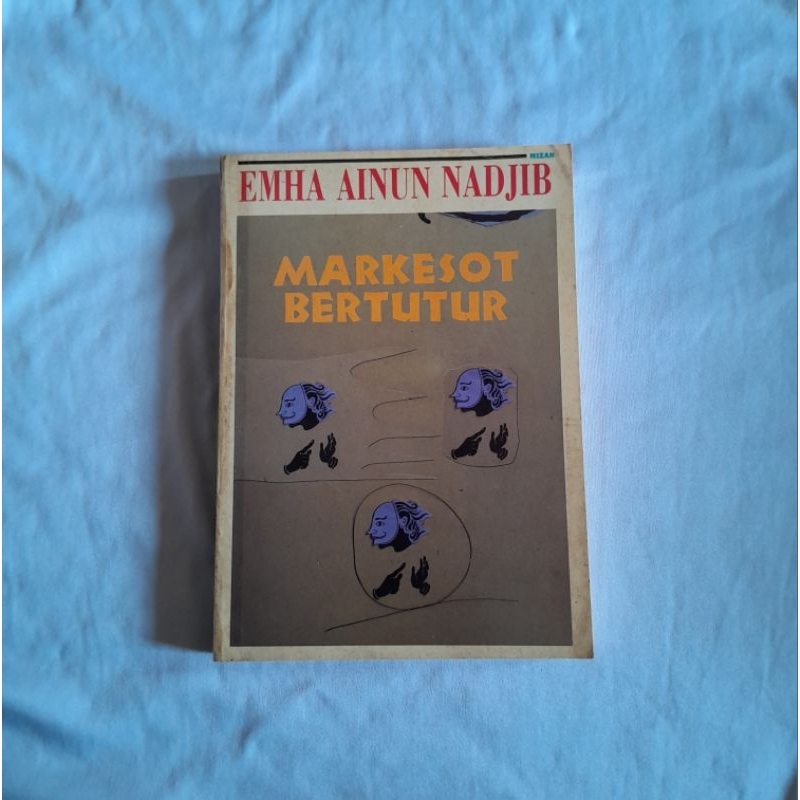 MIZAN
EMHA AINUN NADJIB
MARKESOT
BERTUTUR